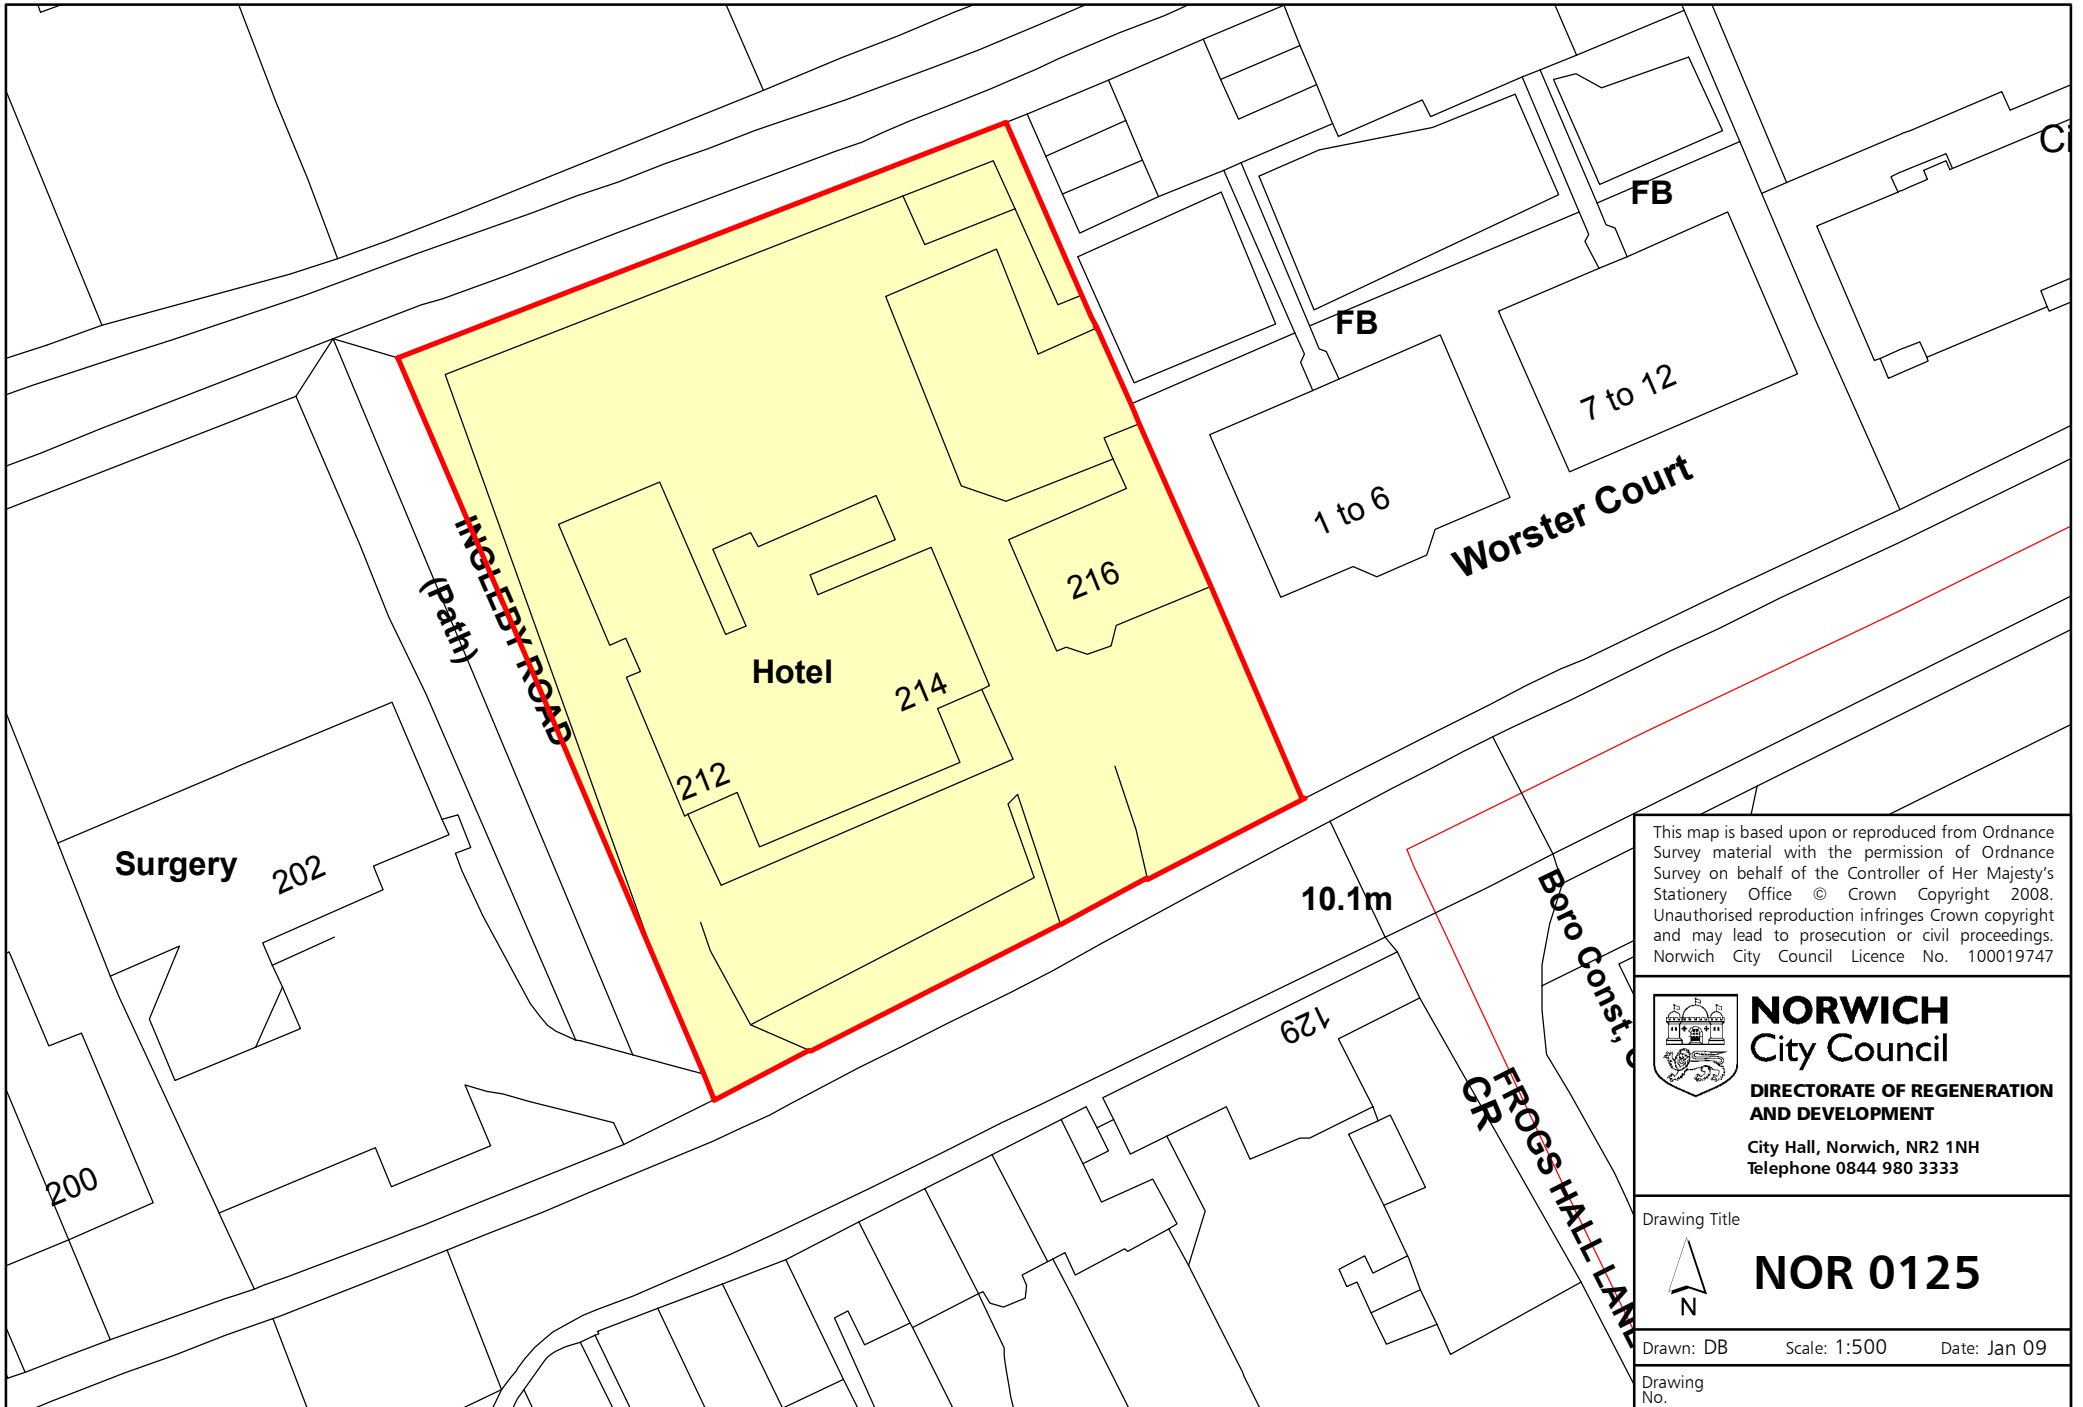 Ci
FB
FB
7 to 12
1 to 6
Worster Court
INGLEBY ROAD
(Path)
216
Hotel
214
212
Surgery
202
10.1m
129
200
Boro Const,
CR
FROGS HALL LANE
This map is based upon or reproduced from Ordnance
Survey material with the permission of Ordnance
Survey on behalf of the Controller of Her Majesty's
Stationery Office © Crown Copyright 2008.
Unauthorised reproduction infringes Crown copyright
and may lead to prosecution or civil proceedings.
Norwich City Council Licence No. 100019747
NORWICH
City Council
DIRECTORATE OF REGENERATION
AND DEVELOPMENT
City Hall, Norwich, NR2 1NH
Telephone 0844 980 3333
Drawing Title
N
NOR 0125
Drawn: DB Scale: 1:500 Date: Jan 09
Drawing
No.